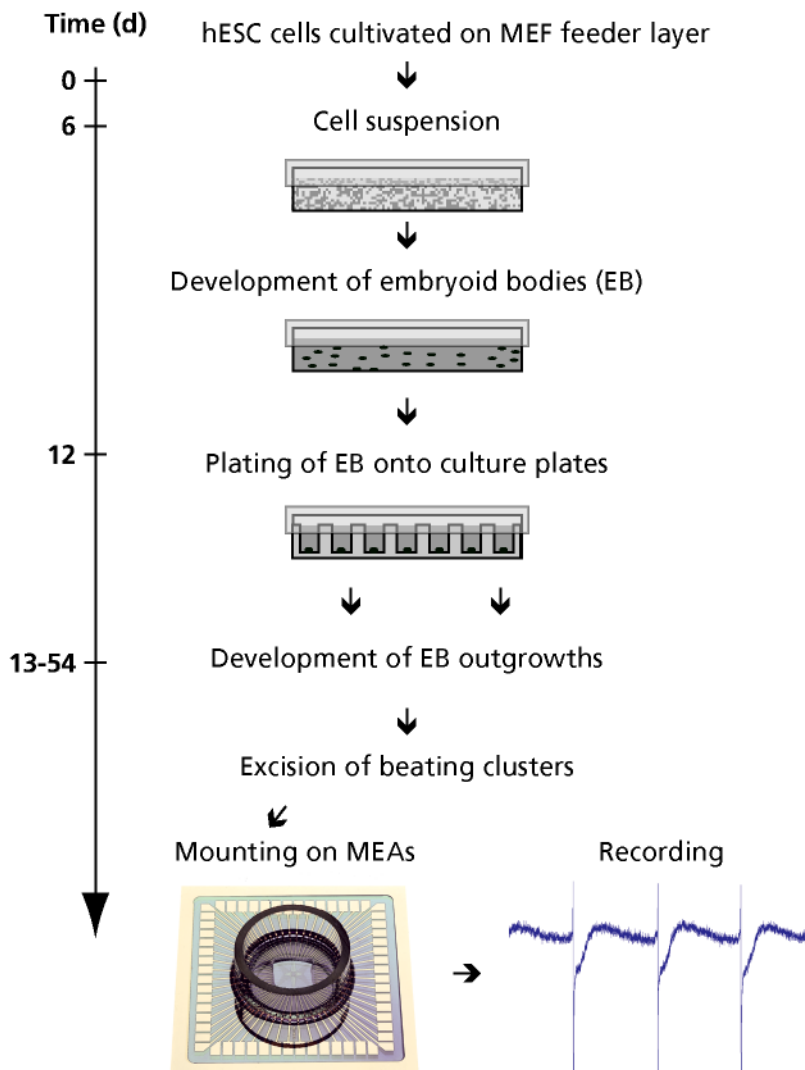 Time (d)
hESC cells cultivated on MEF feeder layer
0
6
Cell suspension
Development of embryoid bodies (EB)
12
Plating of EB onto culture plates
13-54
Development of EB outgrowths
Excision of beating clusters
Mounting on MEAs
Recording